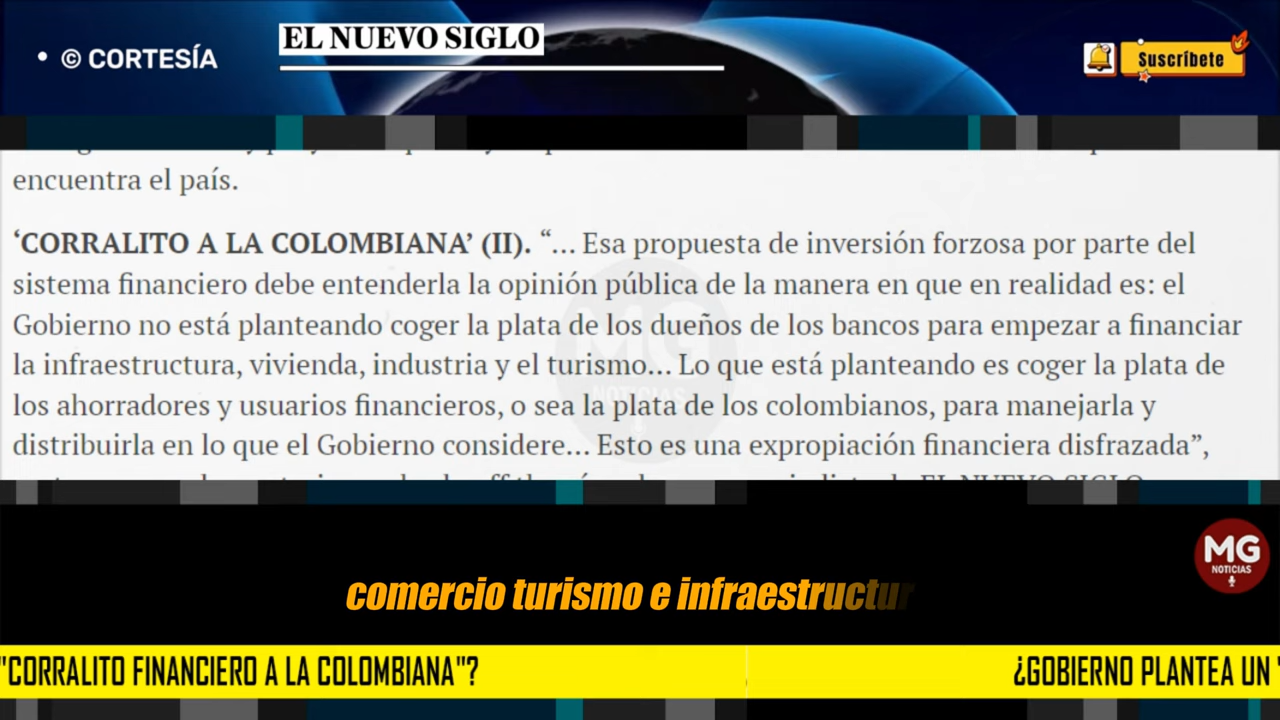 • © CORTESÍA
EL NUEVO SIGLO
Suscríbete
encuentra el país.
‘CORRALITO A LA COLOMBIANA’ (II). “… Esa propuesta de inversión forzosa por parte del
sistema financiero debe entenderla la opinión pública de la manera en que en realidad es: el
Gobierno no está planteando coger la plata de los dueños de los bancos para empezar a financiar
la infraestructura, vivienda, industria y el turismo… Lo que está planteando es coger la plata de
los ahorradores y usuarios financieros, o sea la plata de los colombianos, para manejarla y
distribuirla en lo que el Gobierno considere… Esto es una expropiación financiera disfrazada”,
EL NUEVO SIGLO
MG
NOTICIAS
MG
NOTICIAS
comercio turismo e infraestructur
"CORRALITO FINANCIERO A LA COLOMBIANA"?
¿GOBIERNO PLANTEA UN "